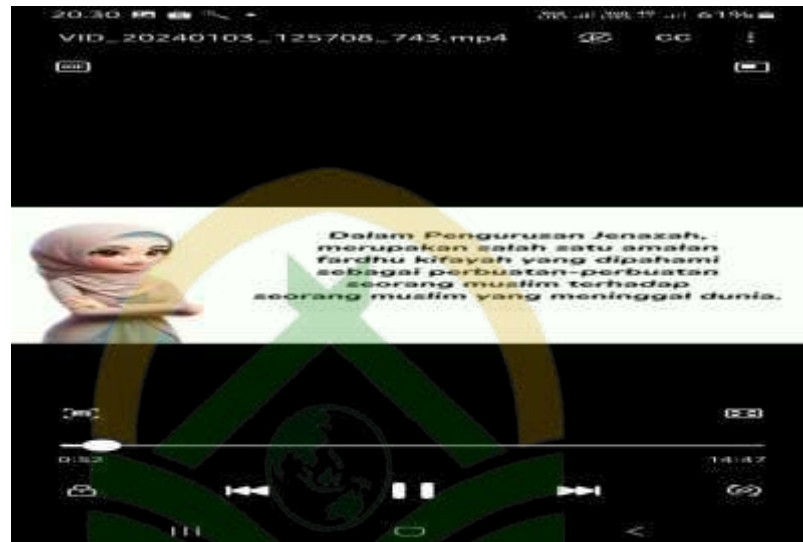 20.30 61%
VID_20240103_125708_743.mp4 CC
Dalam Pengurusan Jenazah,
merupakan salah satu amalan
fardhu kifayah yang dipahami
sebagai perbuatan-perbuatan
seorang muslim terhadap
seorang muslim yang meninggal dunia.
0:52 14:47